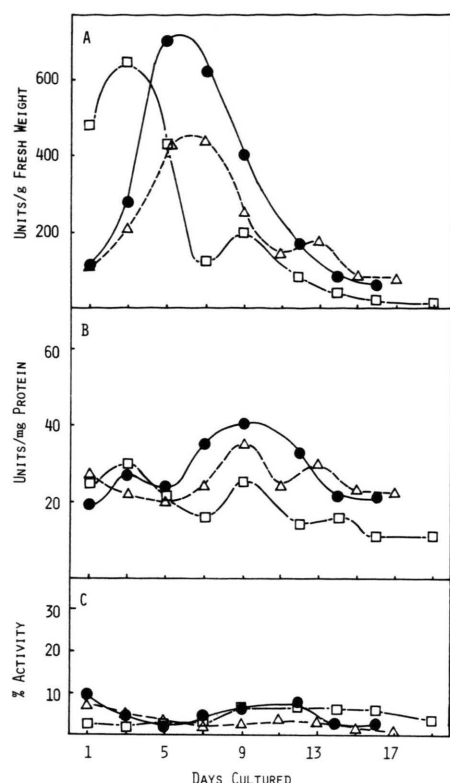 A
600
400
200
Units/g Fresh Weight
B
60
40
20
Units/mg Protein
C
30
20
10
% Activity
1 5 9 13 17
Days Cultured